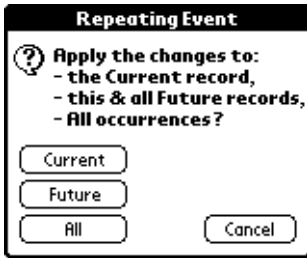 Repeating Event
Apply the changes to:
- the Current record,
- this & all Future records,
- All occurrences?
Current
Future
All
Cancel